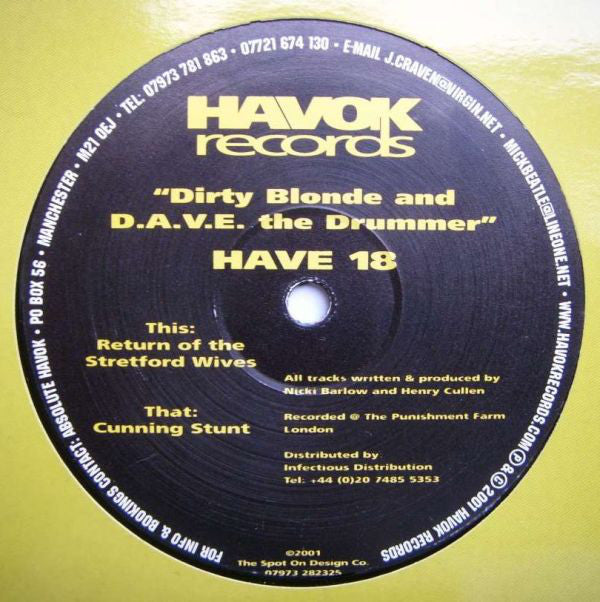 HAVOK
records
"Dirty Blonde and
D.A.V.E. the Drummer"
HAVE 18
This:
Return of the
Stretford Wives
That:
Cunning Stunt
All tracks written & produced by
Nicki Barlow and Henry Cullen
Recorded @ The Punishment Farm
London
Distributed by
Infectious Distribution
Tel: +44 (0)20 7485 5353
©2001
The Spot On Design Co.
07973 282325
FOR INFO & BOOKINGS CONTACT: ABSOLUTE HAVOK • PO BOX 56 • MANCHESTER • M21 0EJ • TEL: 07973 781 863 • 07721 674 130 • E-MAIL J.CRAVEN@VIRGIN.NET • MICKBEATLE@LINEONE.NET • WWW.HAVOKRECORDS.COM Ⓟ & © 2001 HAVOK RECORDS